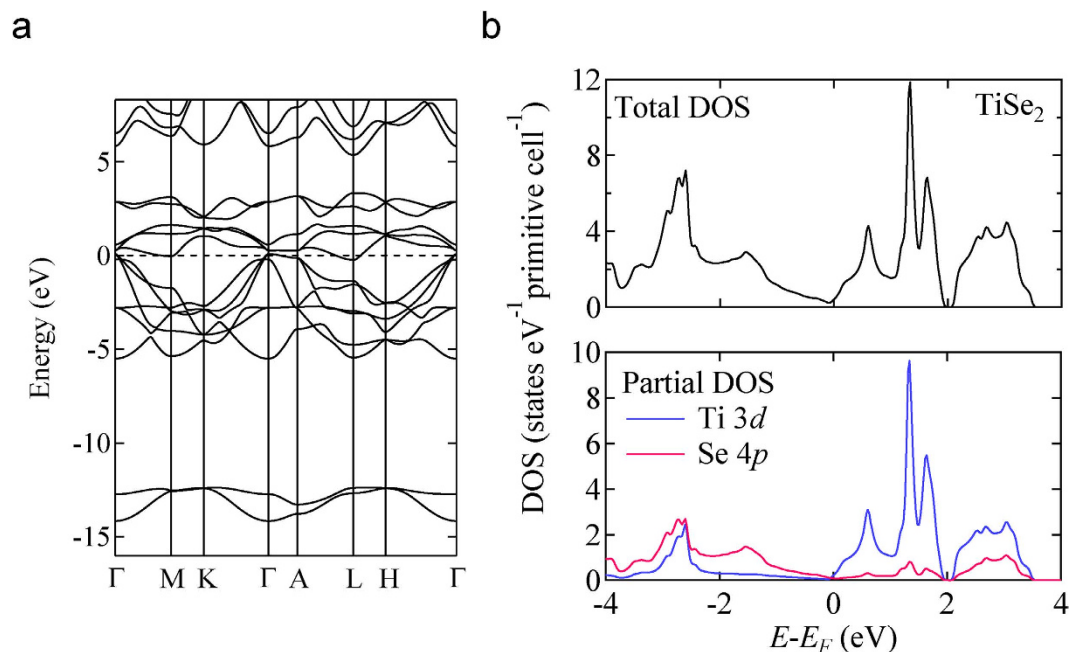 a
b
Energy (eV)
5
0
-5
-10
-15
Γ M K Γ A L H Γ
DOS (states eV⁻¹ primitive cell⁻¹)
12
8
4
0
Total DOS
TiSe₂
10
8
6
4
2
0
Partial DOS
Ti 3d
Se 4p
-4 -2 0 2 4
E-E_F (eV)